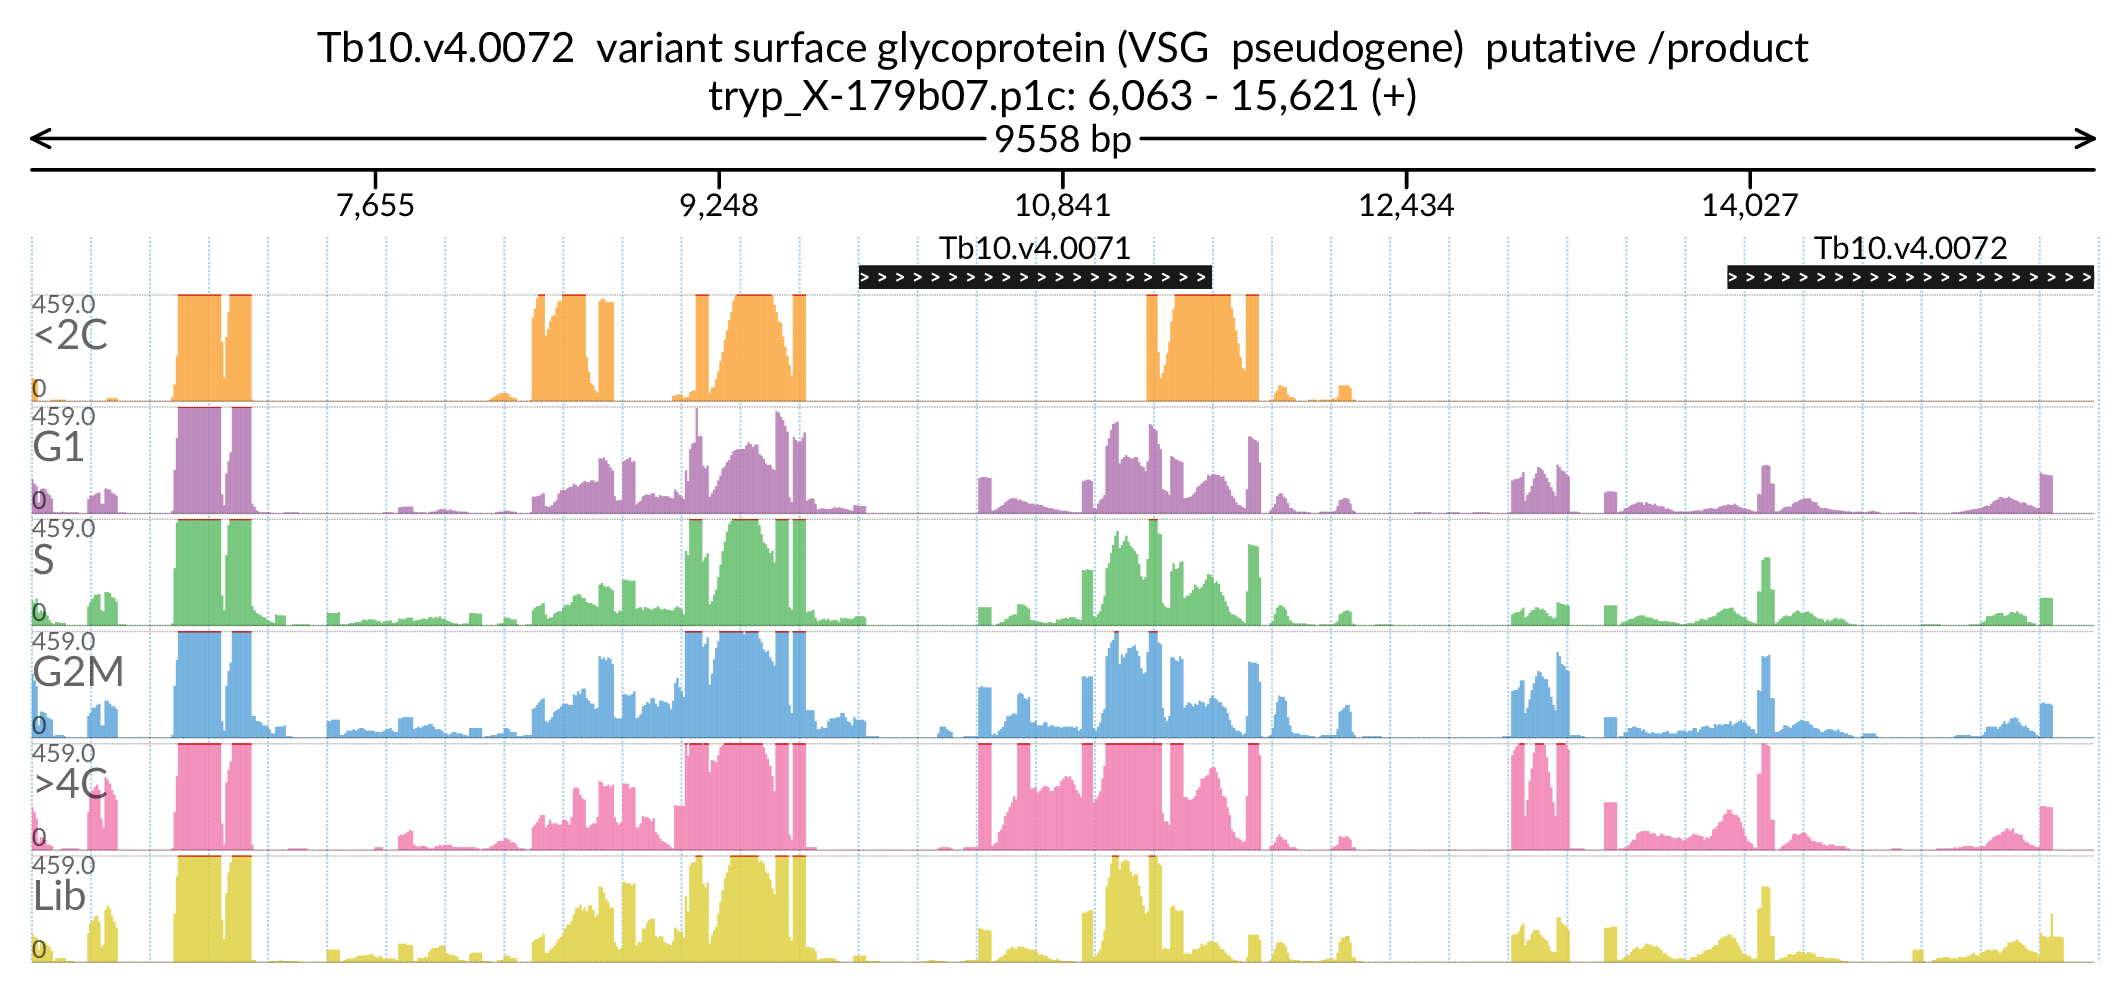 Tb10.v4.0072 variant surface glycoprotein (VSG pseudogene) putative /product
tryp_X-179b07.p1c: 6,063 - 15,621 (+)
9558 bp
7,655 9,248 10,841 12,434 14,027
Tb10.v4.0071 Tb10.v4.0072
459.0
<2C
0
459.0
G1
0
459.0
S
0
459.0
G2M
0
459.0
>4C
0
459.0
Lib
0